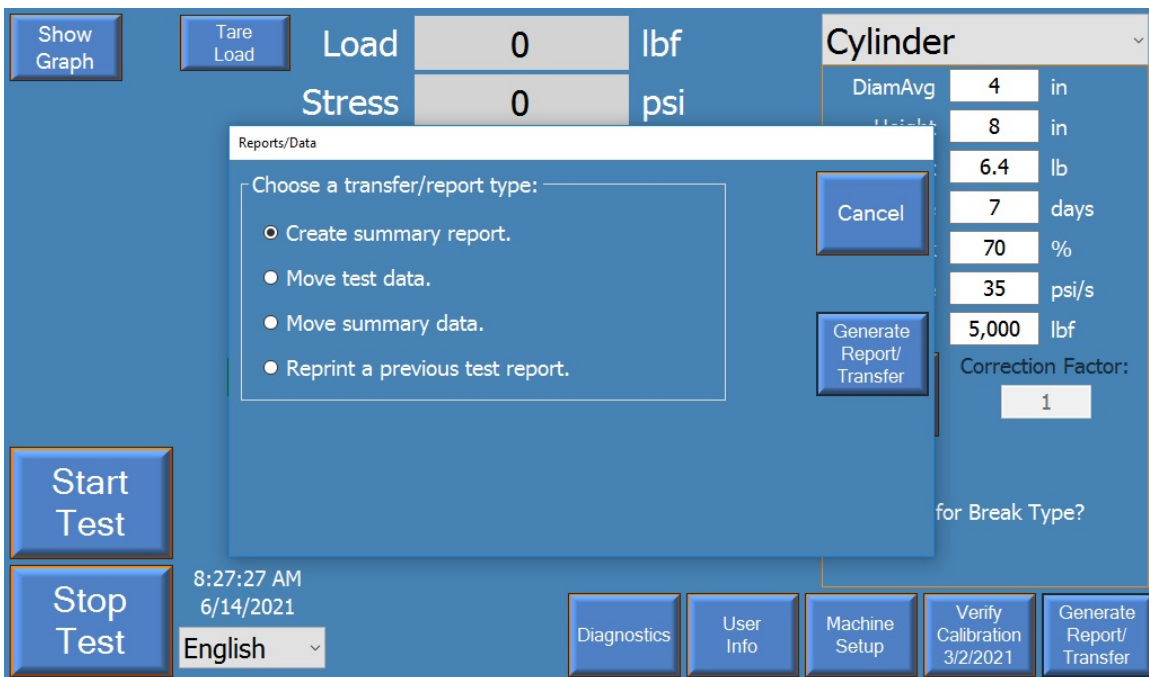 Show
Graph
Tare
Load
Load 0 lbf
Stress 0 psi
Cylinder
DiamAvg 4 in
8 in
6.4 lb
7 days
70 %
35 psi/s
5,000 lbf
Correction Factor:
1
for Break Type?
Reports/Data
Choose a transfer/report type:
Create summary report.
Move test data.
Move summary data.
Reprint a previous test report.
Cancel
Generate
Report/
Transfer
Start
Test
Stop
Test
8:27:27 AM
6/14/2021
English
Diagnostics
User
Info
Machine
Setup
Verify
Calibration
3/2/2021
Generate
Report/
Transfer